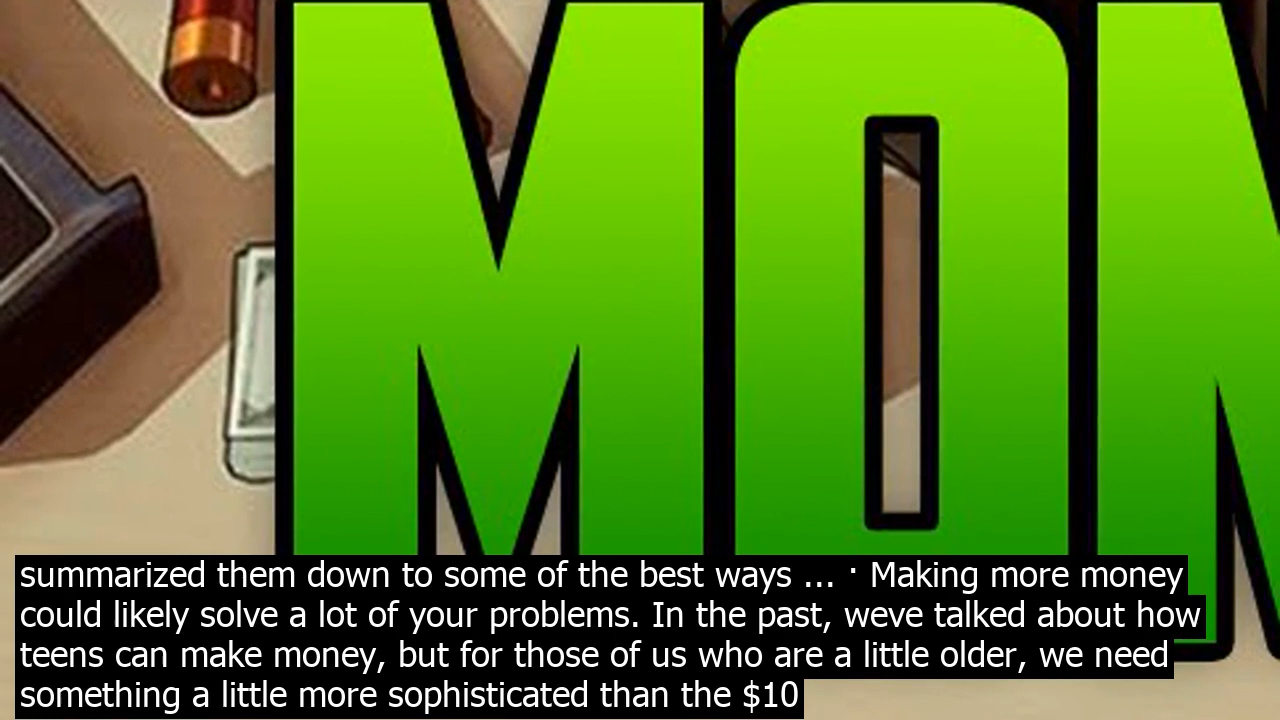 MON
summarized them down to some of the best ways ... · Making more money
could likely solve a lot of your problems. In the past, weve talked about how
teens can make money, but for those of us who are a little older, we need
something a little more sophisticated than the $10